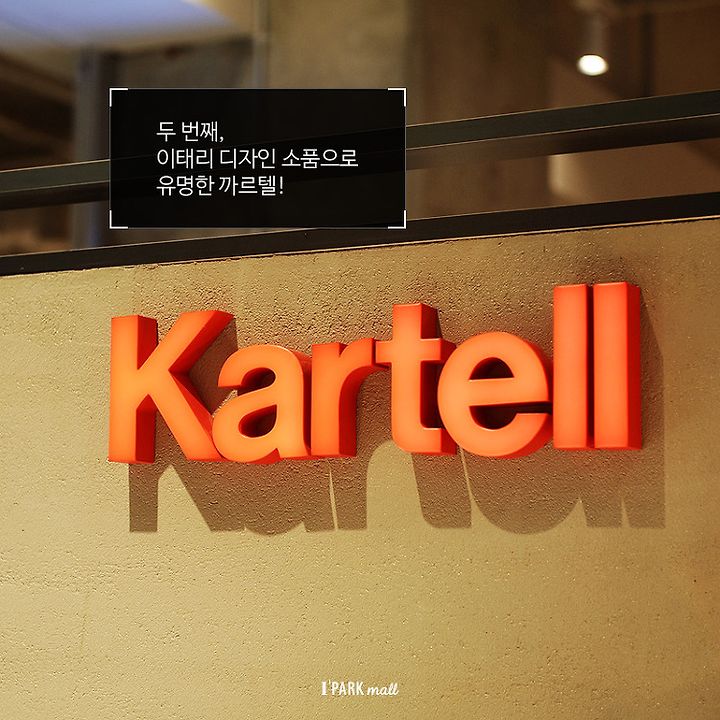 두 번째,
이태리 디자인 소품으로
유명한 까르텔!
Kartell
I'PARK mall